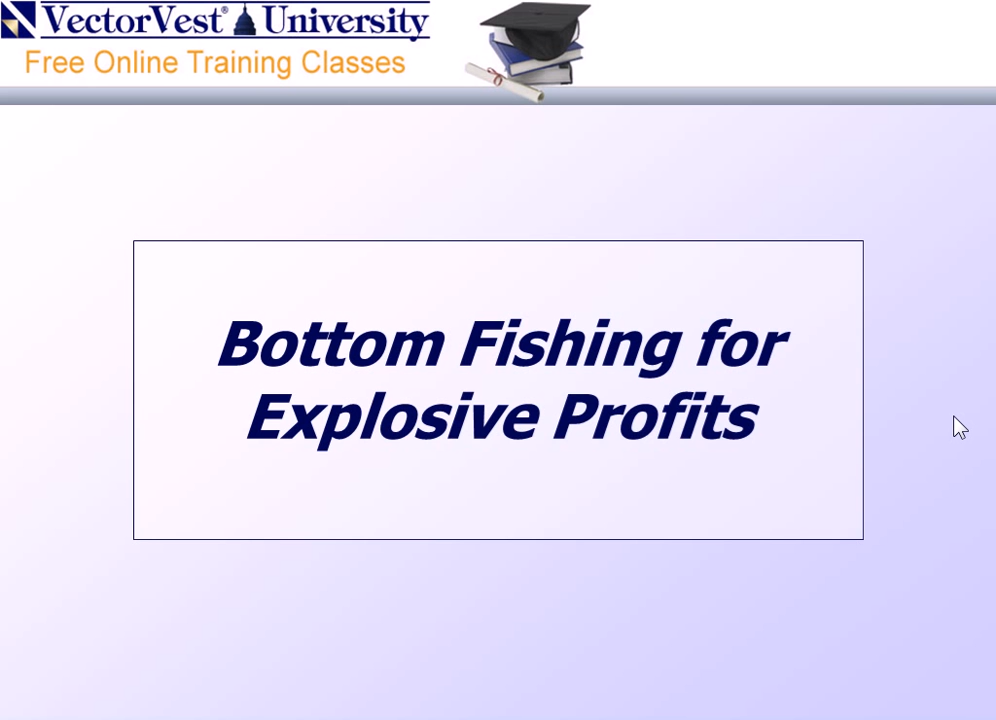 VectorVest® University
Free Online Training Classes
Bottom Fishing for
Explosive Profits